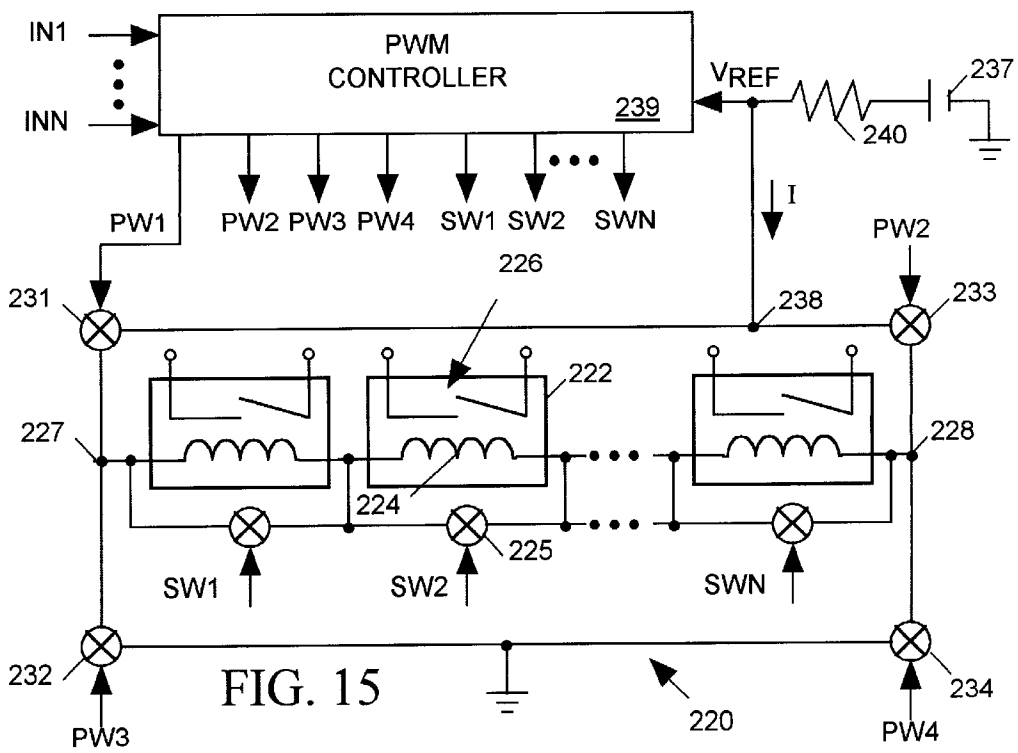 IN1
PWM
CONTROLLER
VREF
237
INN
239
240
PW1
PW2
PW3
PW4
SW1
SW2
SWN
I
PW2
226
231
238
233
222
227
228
224
225
SW1
SW2
SWN
232
FIG. 15
234
220
PW3
PW4